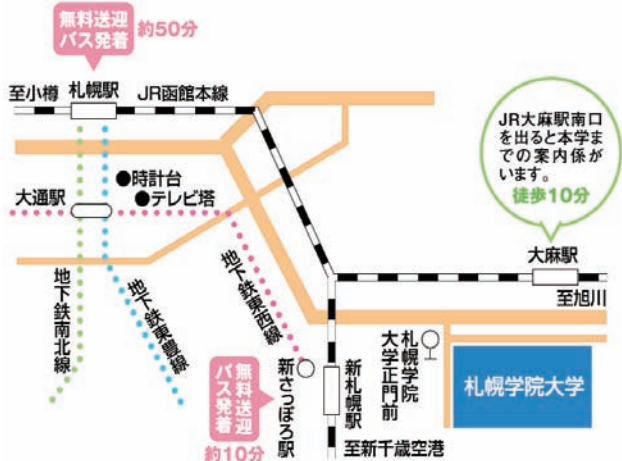 無料送迎
バス発着
約50分
至小樽
札幌駅
JR函館本線
JR大麻駅南口
を出ると本学ま
での案内係が
います。
徒歩10分
大通駅
●時計台
●テレビ塔
大麻駅
至旭川
地下鉄南北線
地下鉄東豊線
地下鉄東西線
無料送迎
バス発着
約10分
新さっぽろ駅
新札幌駅
札幌学院
大学正門前
札幌学院大学
至新千歳空港